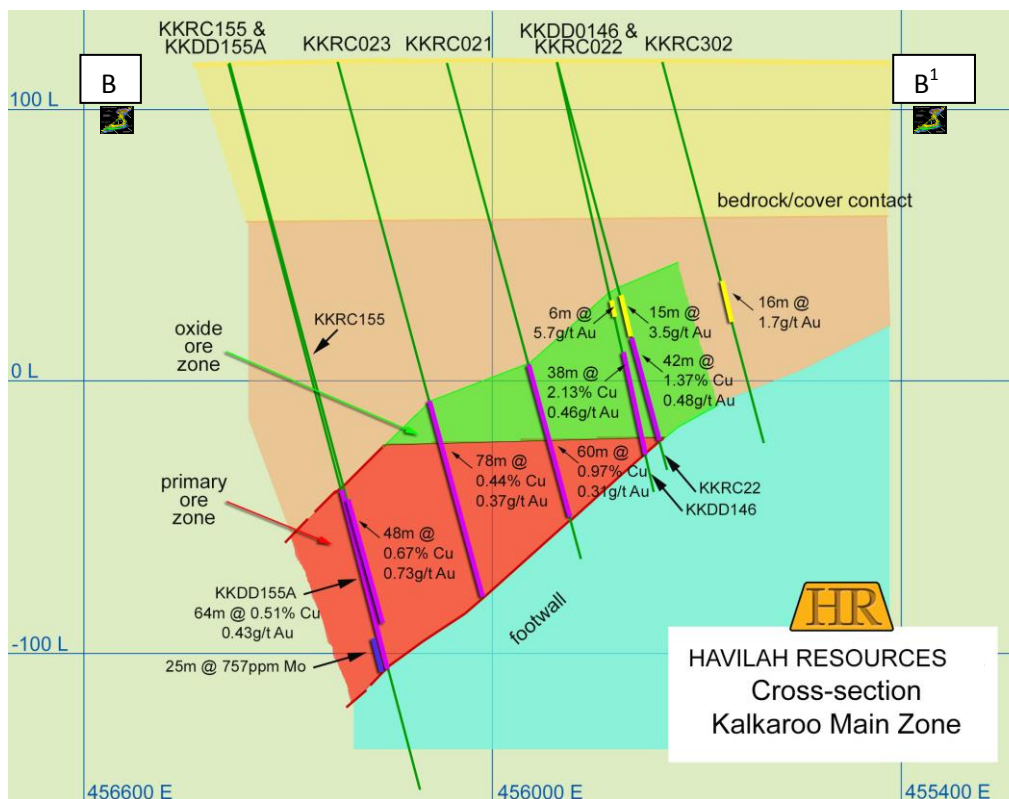 KKRC155 &
KKDD155A
KKRC023
KKRC021
KKDD0146 &
KKRC022
KKRC302
B
B1
100 L
bedrock/cover contact
KKRC155
6m @
5.7g/t Au
15m @
3.5g/t Au
16m @
1.7g/t Au
oxide
ore
zone
0 L
38m @
2.13% Cu
0.46g/t Au
42m @
1.37% Cu
0.48g/t Au
78m @
0.44% Cu
0.37g/t Au
60m @
0.97% Cu
0.31g/t Au
KKRC22
KKDD146
primary
ore
zone
48m @
0.67% Cu
0.73g/t Au
KKDD155A
64m @ 0.51% Cu
0.43g/t Au
footwall
25m @ 757ppm Mo
-100 L
HR
HAVILAH RESOURCES
Cross-section
Kalkaroo Main Zone
456600 E
456000 E
455400 E